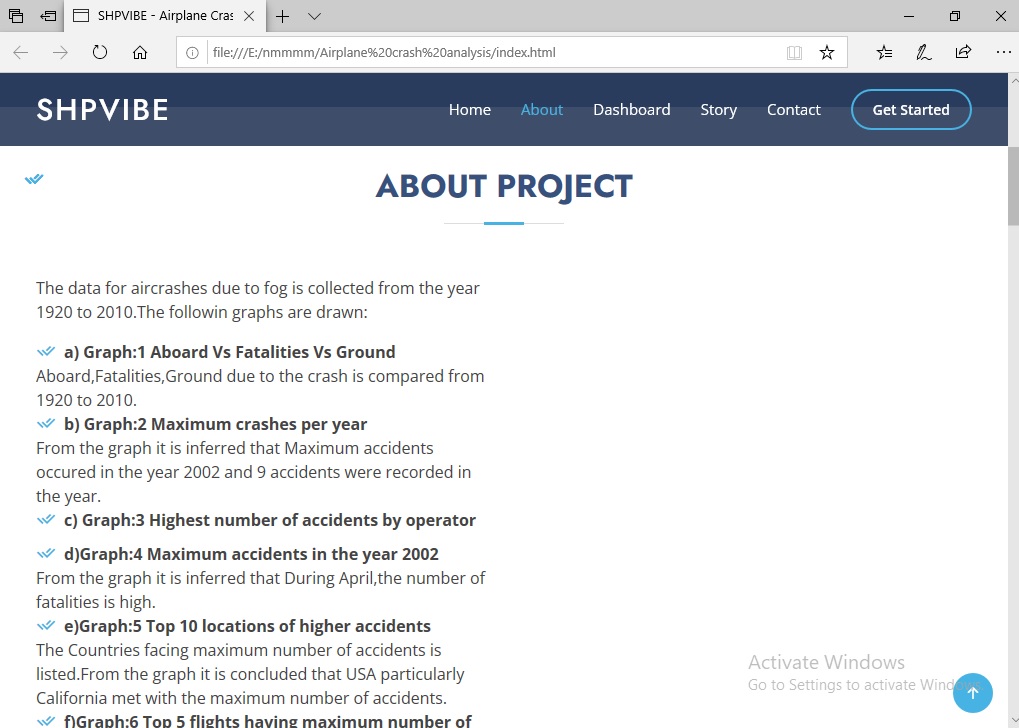 SHPVIBE - Airplane Cras
file:///E:/nmmmm/Airplane%20crash%20analysis/index.html
SHPVIBE
Home About Dashboard Story Contact Get Started
ABOUT PROJECT
The data for aircrashes due to fog is collected from the year
1920 to 2010.The followin graphs are drawn:
a) Graph:1 Aboard Vs Fatalities Vs Ground
Aboard,Fatalities,Ground due to the crash is compared from
1920 to 2010.
b) Graph:2 Maximum crashes per year
From the graph it is inferred that Maximum accidents
occured in the year 2002 and 9 accidents were recorded in
the year.
c) Graph:3 Highest number of accidents by operator
d)Graph:4 Maximum accidents in the year 2002
From the graph it is inferred that During April,the number of
fatalities is high.
e)Graph:5 Top 10 locations of higher accidents
The Countries facing maximum number of accidents is
listed.From the graph it is concluded that USA particularly
California met with the maximum number of accidents.
f)Graph:6 Top 5 flights having maximum number of
Activate Windows
Go to Settings to activate Windows.